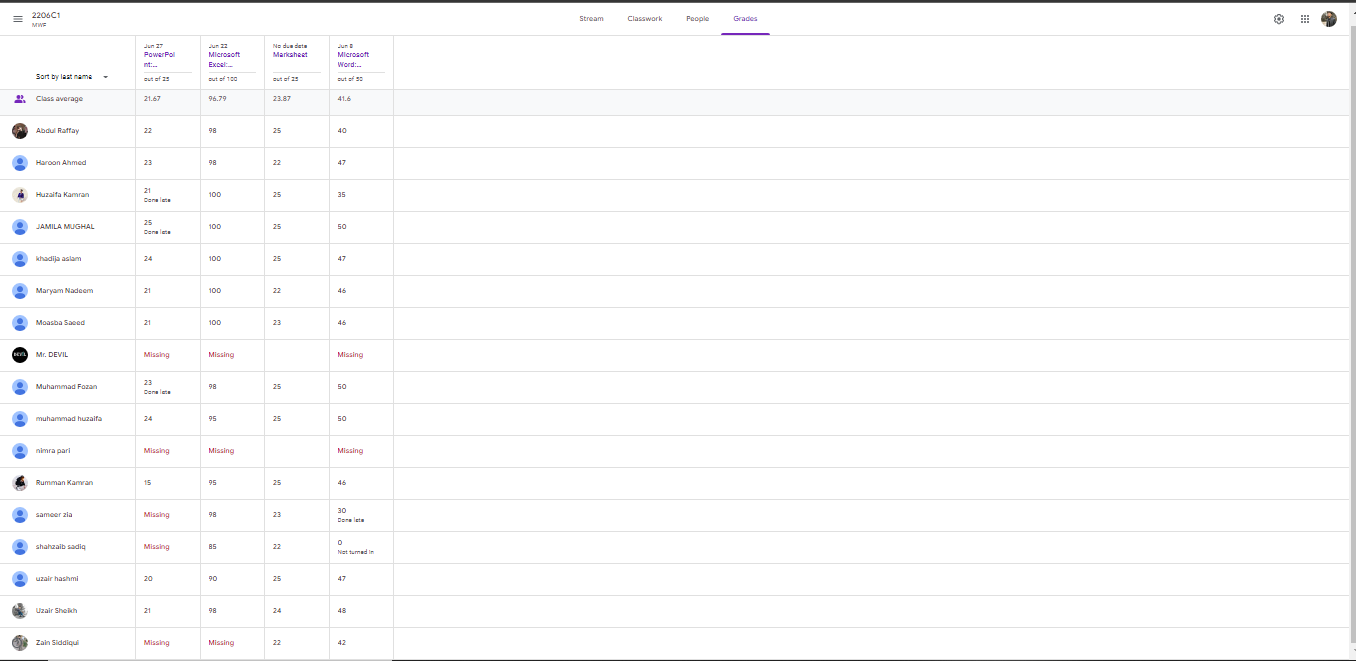 2206C1
MWF
Stream Classwork People Grades
Sort by last name
Jun 27
PowerPoi
nt:...
out of 25
Jun 22
Microsoft
Excel:...
out of 100
No due date
Marksheet
out of 25
Jun 8
Microsoft
Word:...
out of 50
Class average 21.67 96.79 23.87 41.6
Abdul Raffay 22 98 25 40
Haroon Ahmed 23 98 22 47
Huzaifa Kamran 21 100 25 35
Done late
JAMILA MUGHAL 25 100 25 50
Done late
khadija aslam 24 100 25 47
Maryam Nadeem 21 100 22 46
Moasba Saeed 21 100 23 46
DEVIL Mr. DEVIL Missing Missing Missing
Muhammad Fozan 23 98 25 50
Done late
muhammad huzaifa 24 95 25 50
nimra pari Missing Missing Missing
Rumman Kamran 15 95 25 46
sameer zia Missing 98 23 30
Done late
shahzaib sadiq Missing 85 22 0
Not turned in
uzair hashmi 20 90 25 47
Uzair Sheikh 21 98 24 48
Zain Siddiqui Missing Missing 22 42